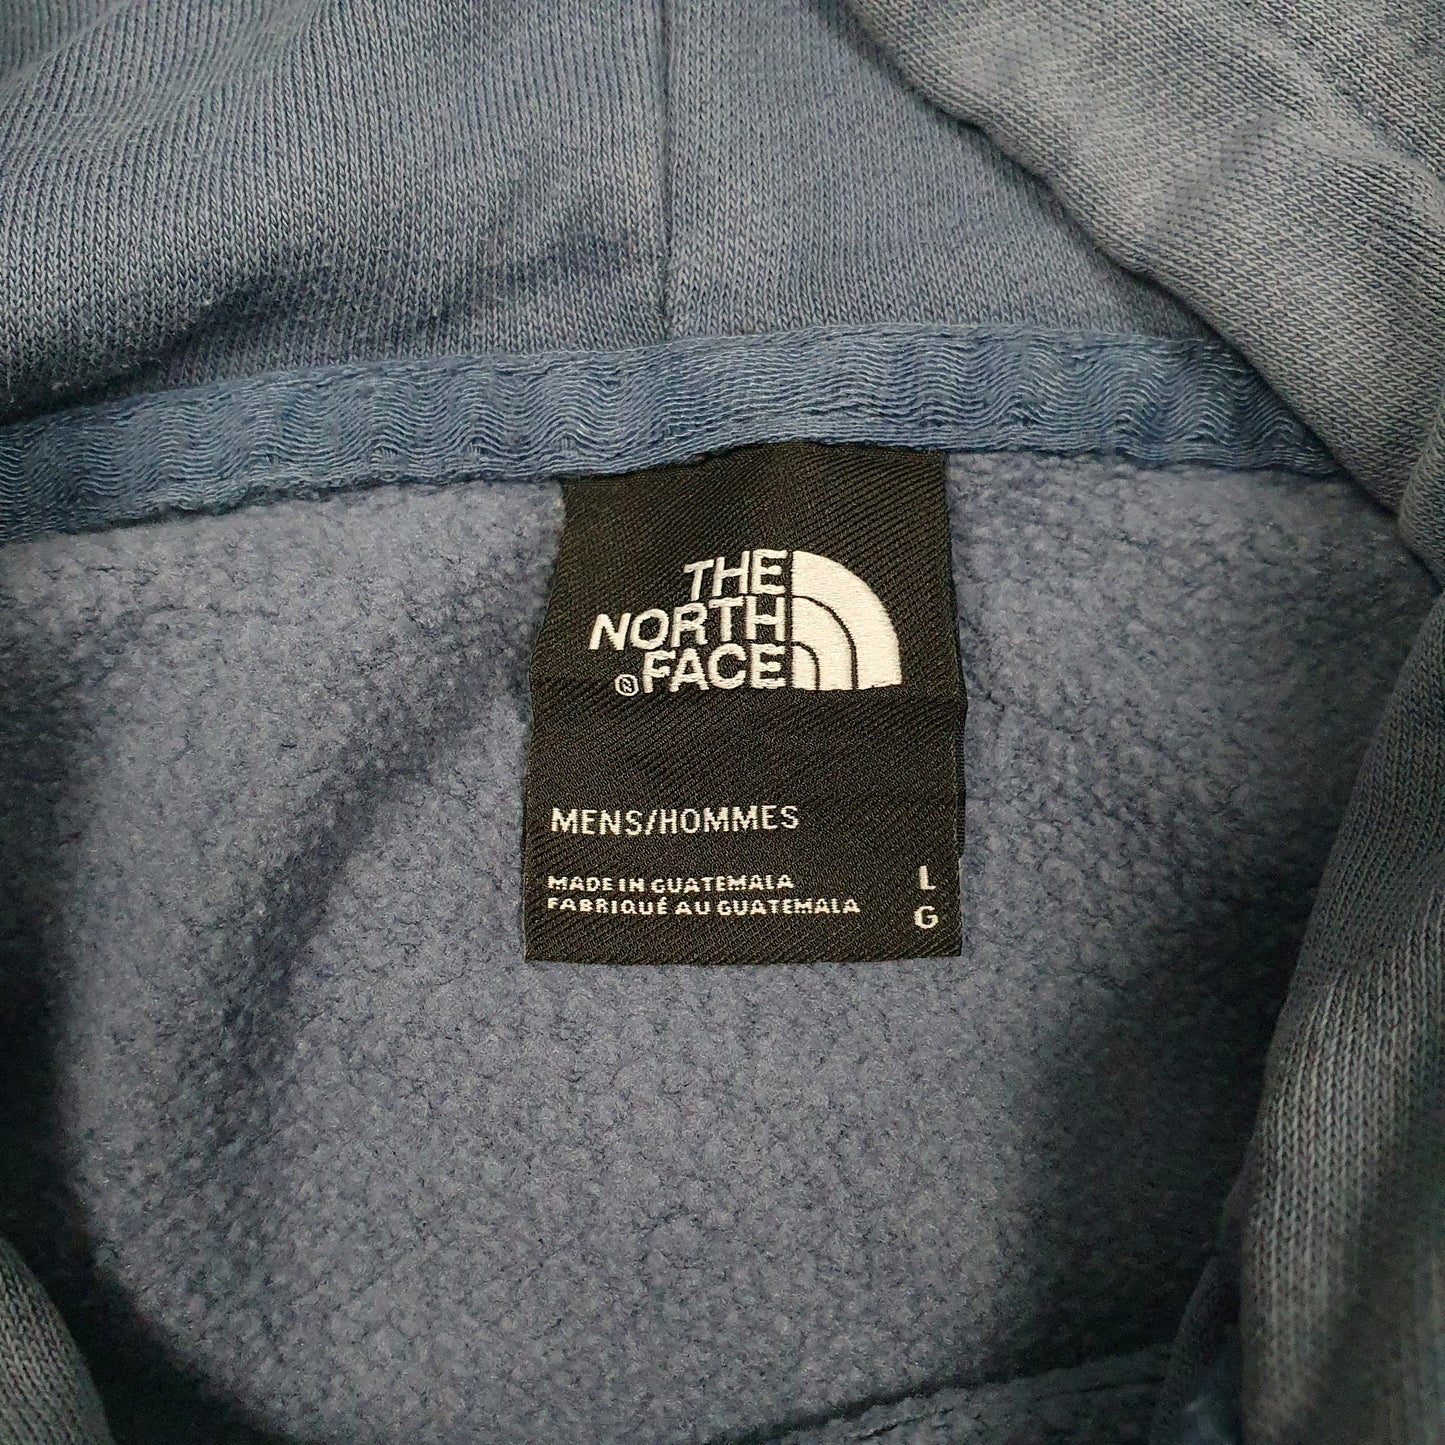 THE
NORTH
FACE
MENS/HOMMES
MADE IN GUATEMALA
FABRIQUÉ AU GUATEMALA
L
G